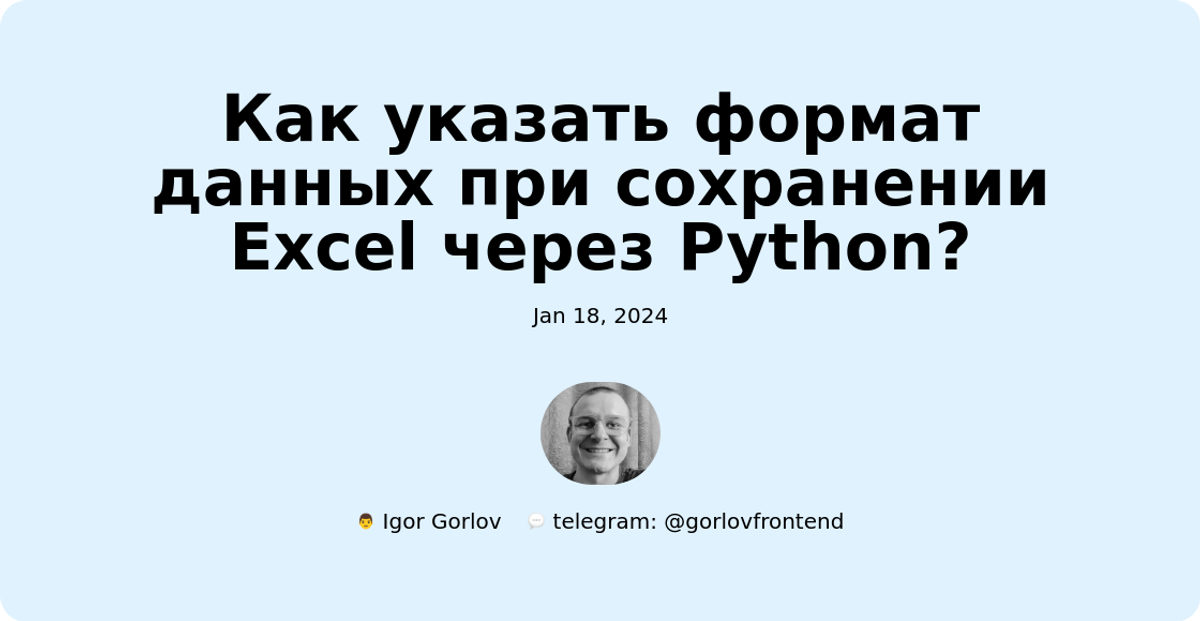 Как указать формат
данных при сохранении
Excel через Python?
Jan 18, 2024
Igor Gorlov telegram: @gorlovfrontend